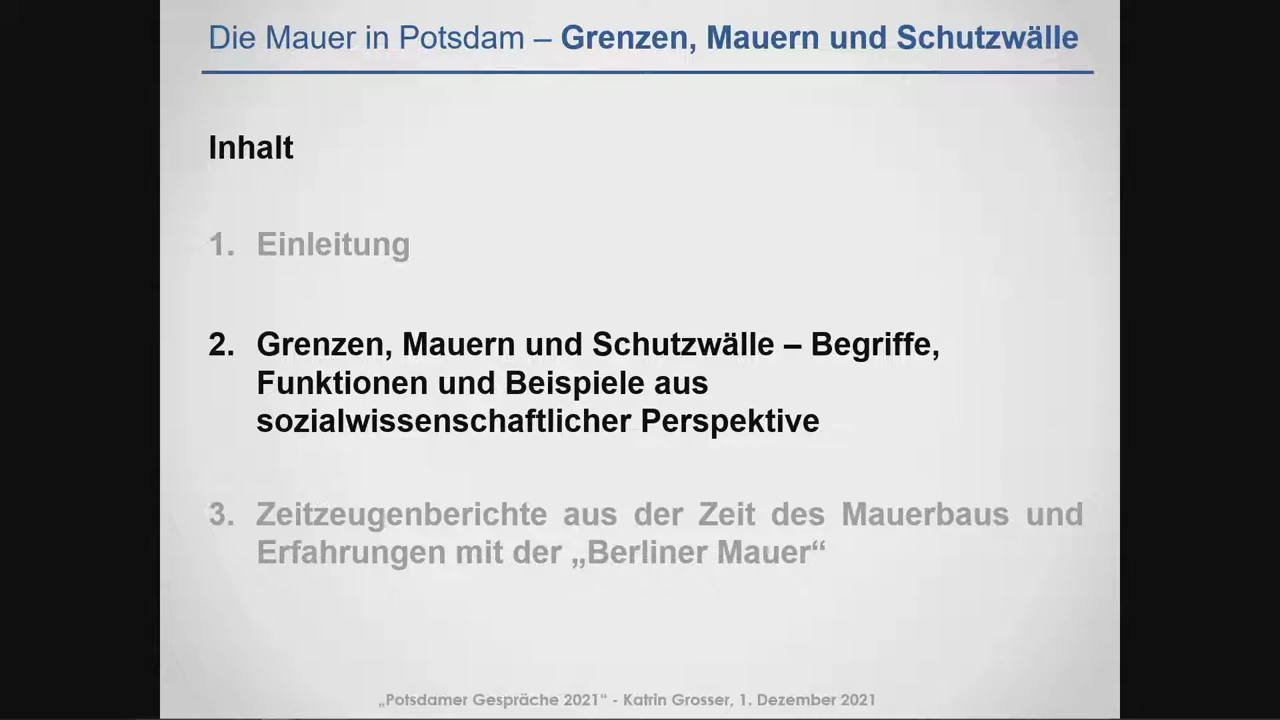 Die Mauer in Potsdam – Grenzen, Mauern und Schutzwälle
Inhalt
1. Einleitung
2. Grenzen, Mauern und Schutzwälle – Begriffe,
Funktionen und Beispiele aus
sozialwissenschaftlicher Perspektive
3. Zeitzeugenberichte aus der Zeit des Mauerbaus und
Erfahrungen mit der „Berliner Mauer“
„Potsdamer Gespräche 2021“ - Katrin Grosser, 1. Dezember 2021